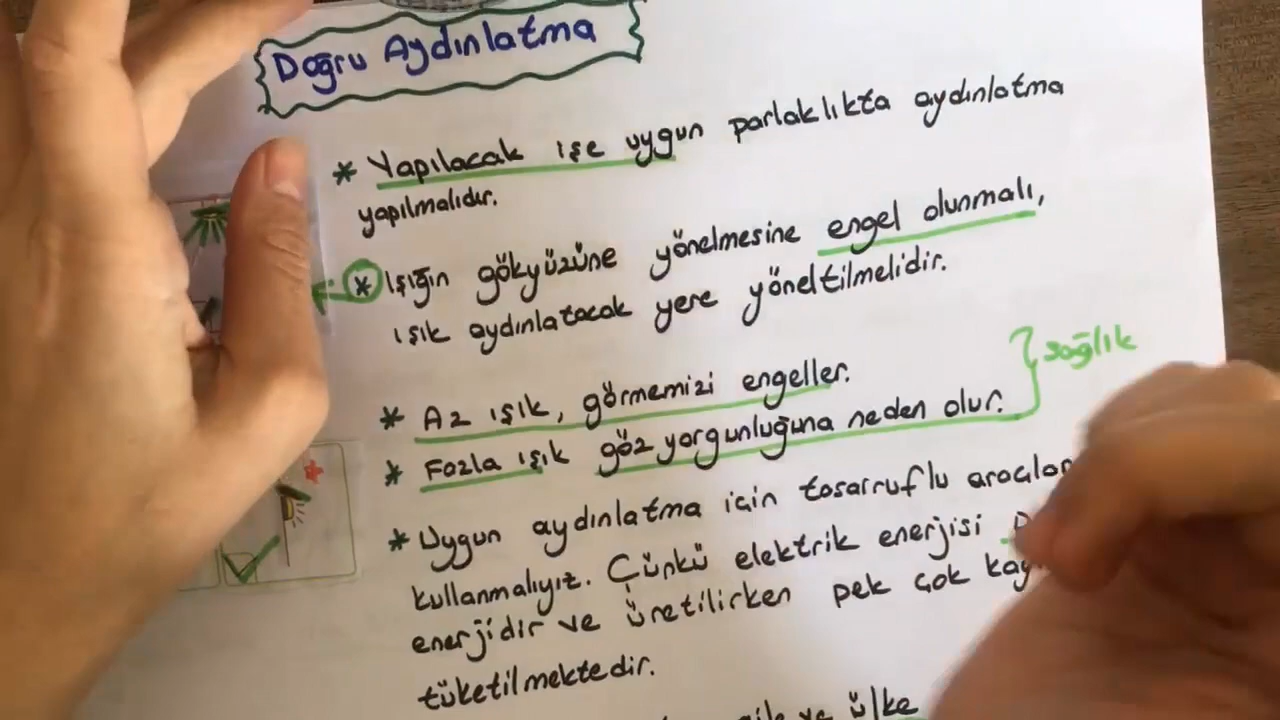 Doğru Aydınlatma
* Yapılacak işe uygun parlaklıkta aydınlatma
yapılmalıdır.
* Işığın gökyüzüne yönelmesine engel olunmalı,
ışık aydınlatacak yere yöneltilmelidir.
* Az ışık, görmemizi engeller.
sağlık
* Fazla ışık göz yorgunluğuna neden olur.
* Uygun aydınlatma için tasarruflu araçlar
kullanmalıyız. Çünkü elektrik enerjisi
enerjidir ve üretilirken pek çok
tüketilmektedir.
ve ülke